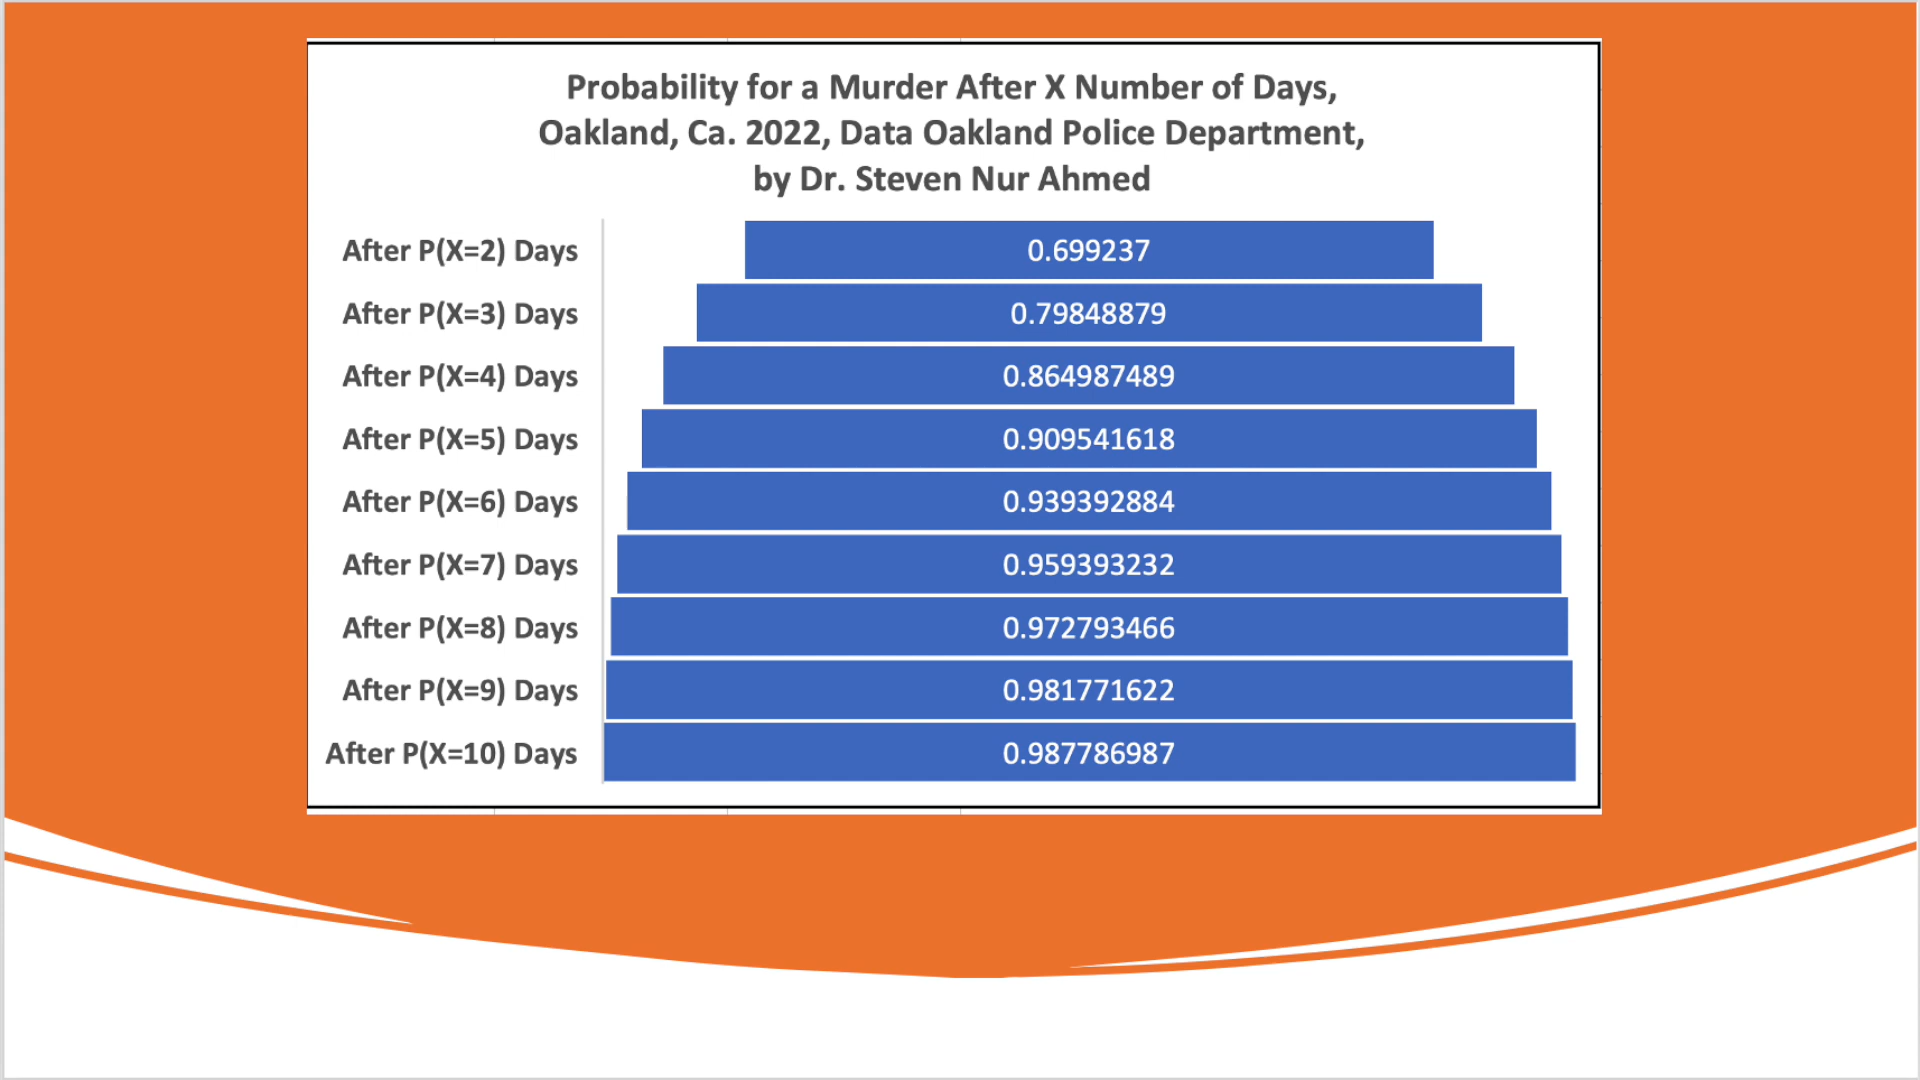 Probability for a Murder After X Number of Days,
Oakland, Ca. 2022, Data Oakland Police Department,
by Dr. Steven Nur Ahmed
After P(X=2) Days 0.699237
After P(X=3) Days 0.79848879
After P(X=4) Days 0.864987489
After P(X=5) Days 0.909541618
After P(X=6) Days 0.939392884
After P(X=7) Days 0.959393232
After P(X=8) Days 0.972793466
After P(X=9) Days 0.981771622
After P(X=10) Days 0.987786987